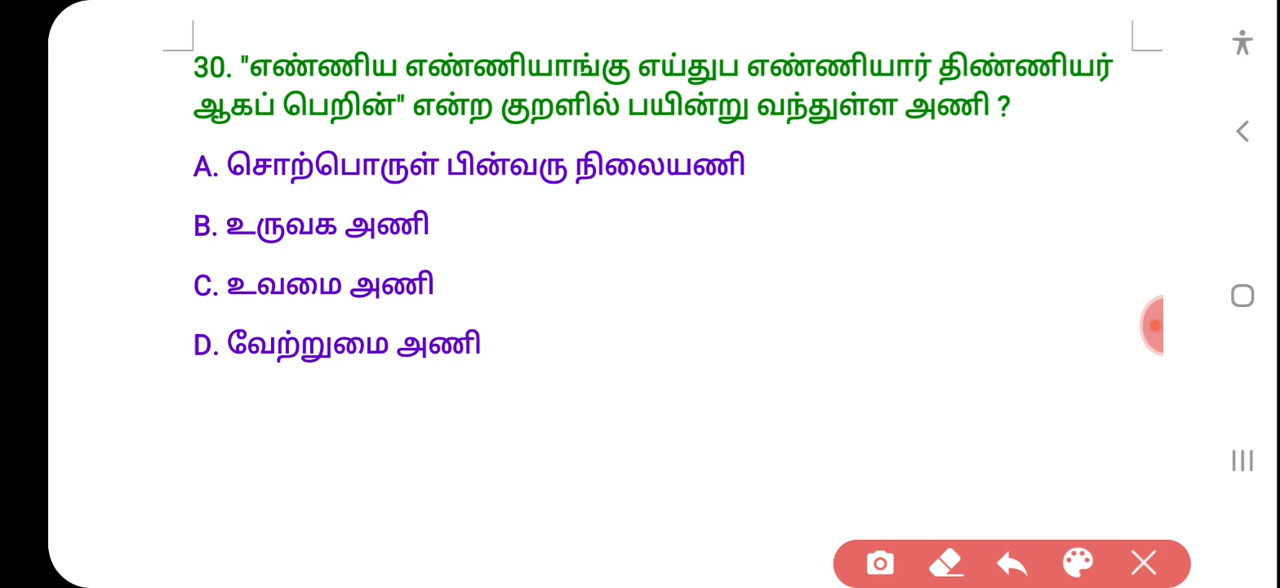 30. "எண்ணிய எண்ணியாங்கு எய்துப எண்ணியார் திண்ணியர்
ஆகப் பெறின்" என்ற குறளில் பயின்று வந்துள்ள அணி ?
A. சொற்பொருள் பின்வரு நிலையணி
B. உருவக அணி
C. உவமை அணி
D. வேற்றுமை அணி